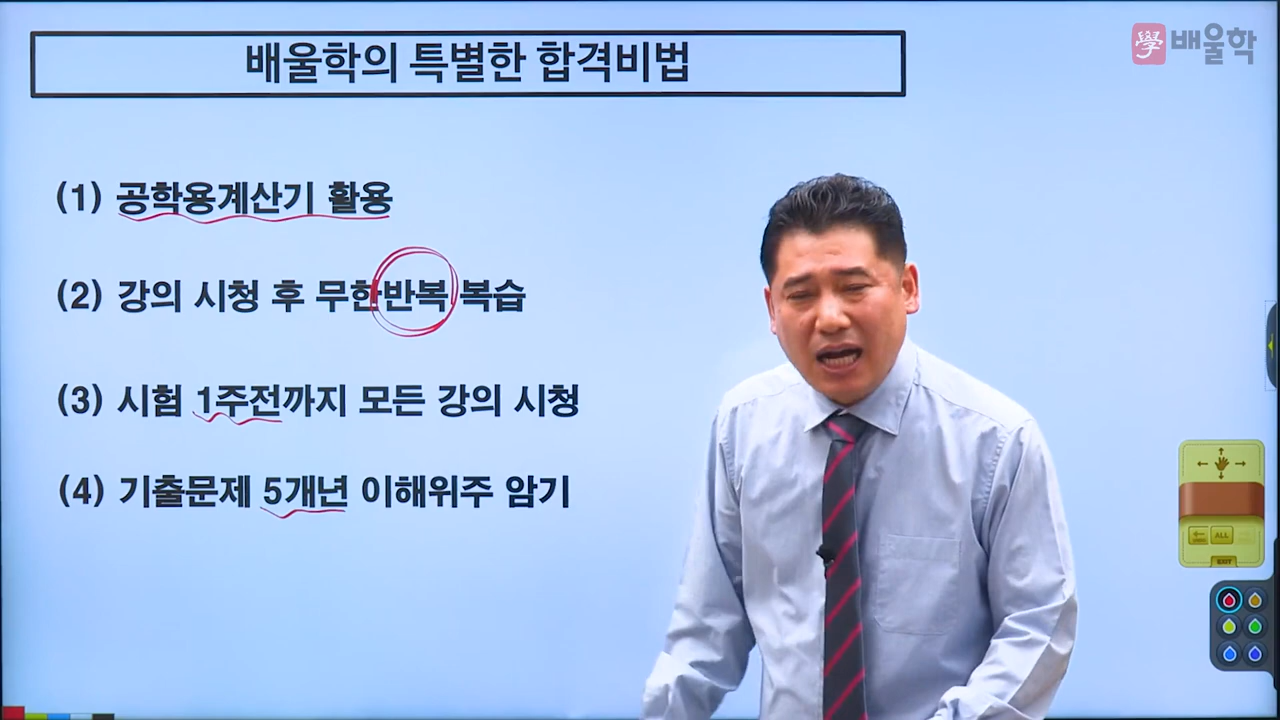 배울학의 특별한 합격비법
學 배울학
(1) 공학용계산기 활용
(2) 강의 시청 후 무한반복 복습
(3) 시험 1주전까지 모든 강의 시청
(4) 기출문제 5개년 이해위주 암기
ALL
EXIT